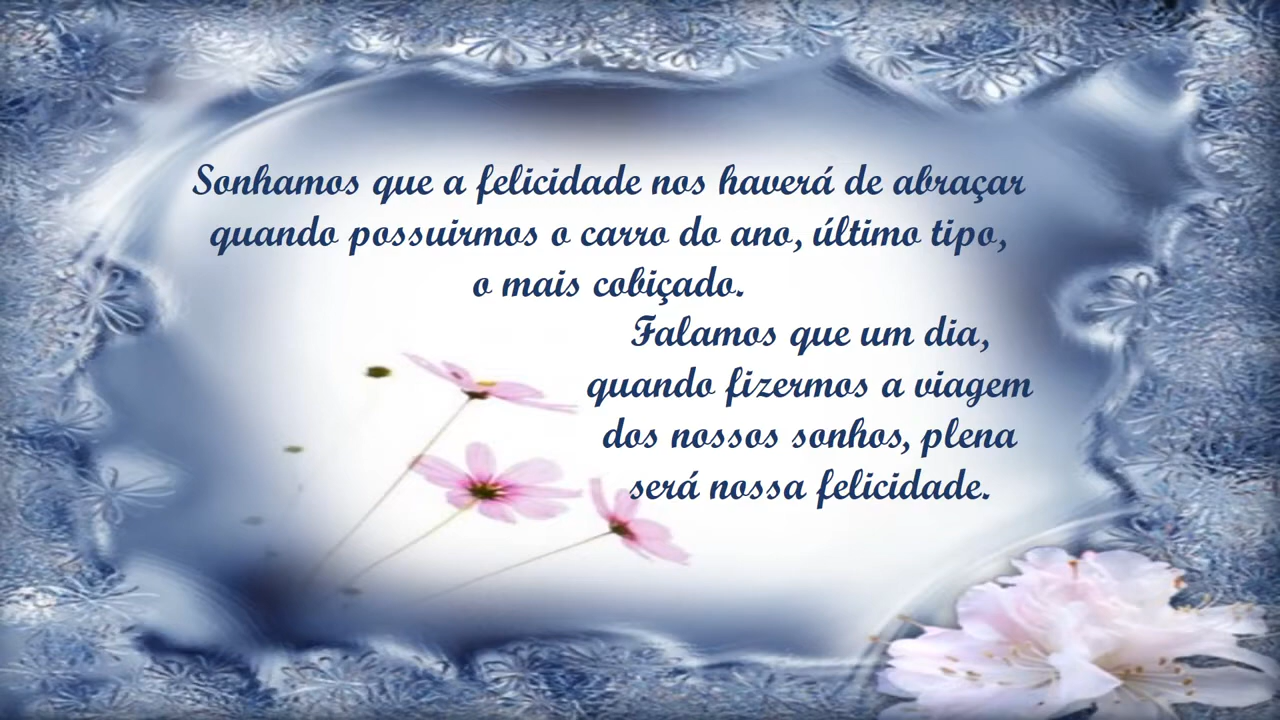 Sonhamos que a felicidade nos haverá de abraçar
quando possuirmos o carro do ano, último tipo,
o mais cobiçado.
Falamos que um dia,
quando fizermos a viagem
dos nossos sonhos, plena
será nossa felicidade.